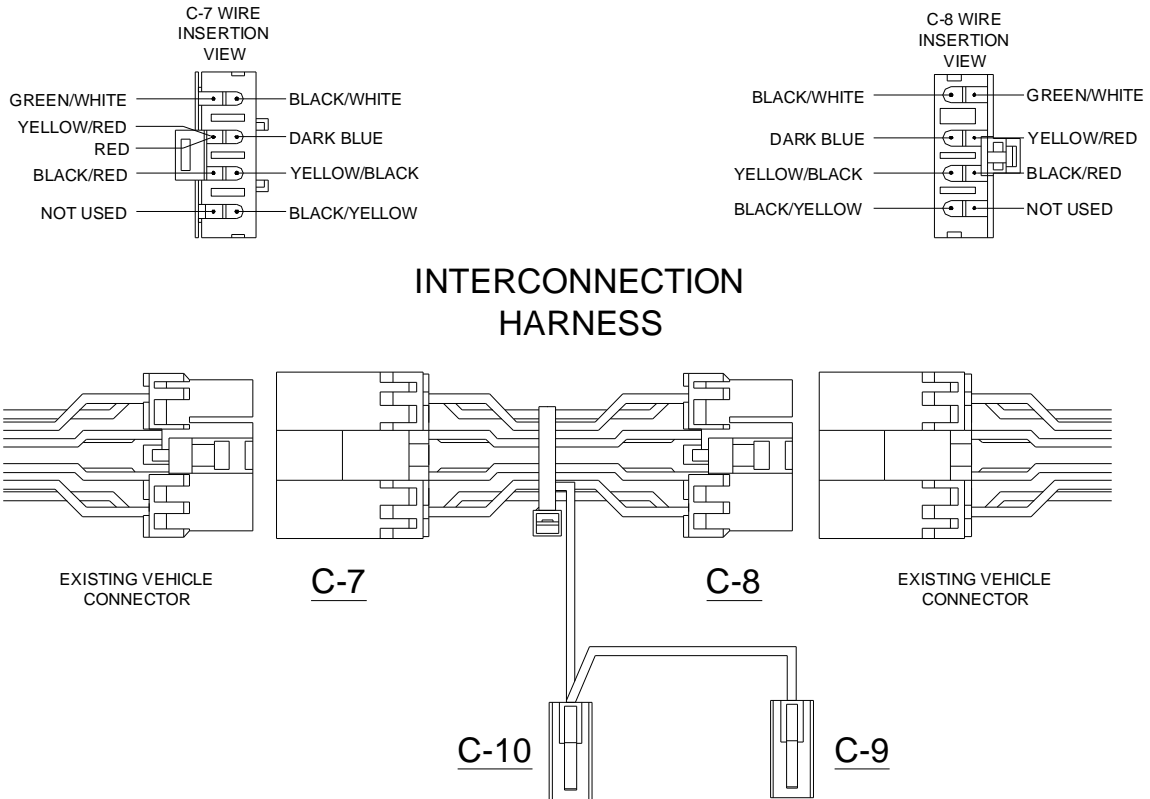 C-7 WIRE
INSERTION
VIEW
GREEN/WHITE
YELLOW/RED
RED
BLACK/RED
NOT USED
BLACK/WHITE
DARK BLUE
YELLOW/BLACK
BLACK/YELLOW
C-8 WIRE
INSERTION
VIEW
BLACK/WHITE
DARK BLUE
YELLOW/BLACK
BLACK/YELLOW
GREEN/WHITE
YELLOW/RED
BLACK/RED
NOT USED
INTERCONNECTION
HARNESS
EXISTING VEHICLE
CONNECTOR
C-7
C-8
EXISTING VEHICLE
CONNECTOR
C-10
C-9